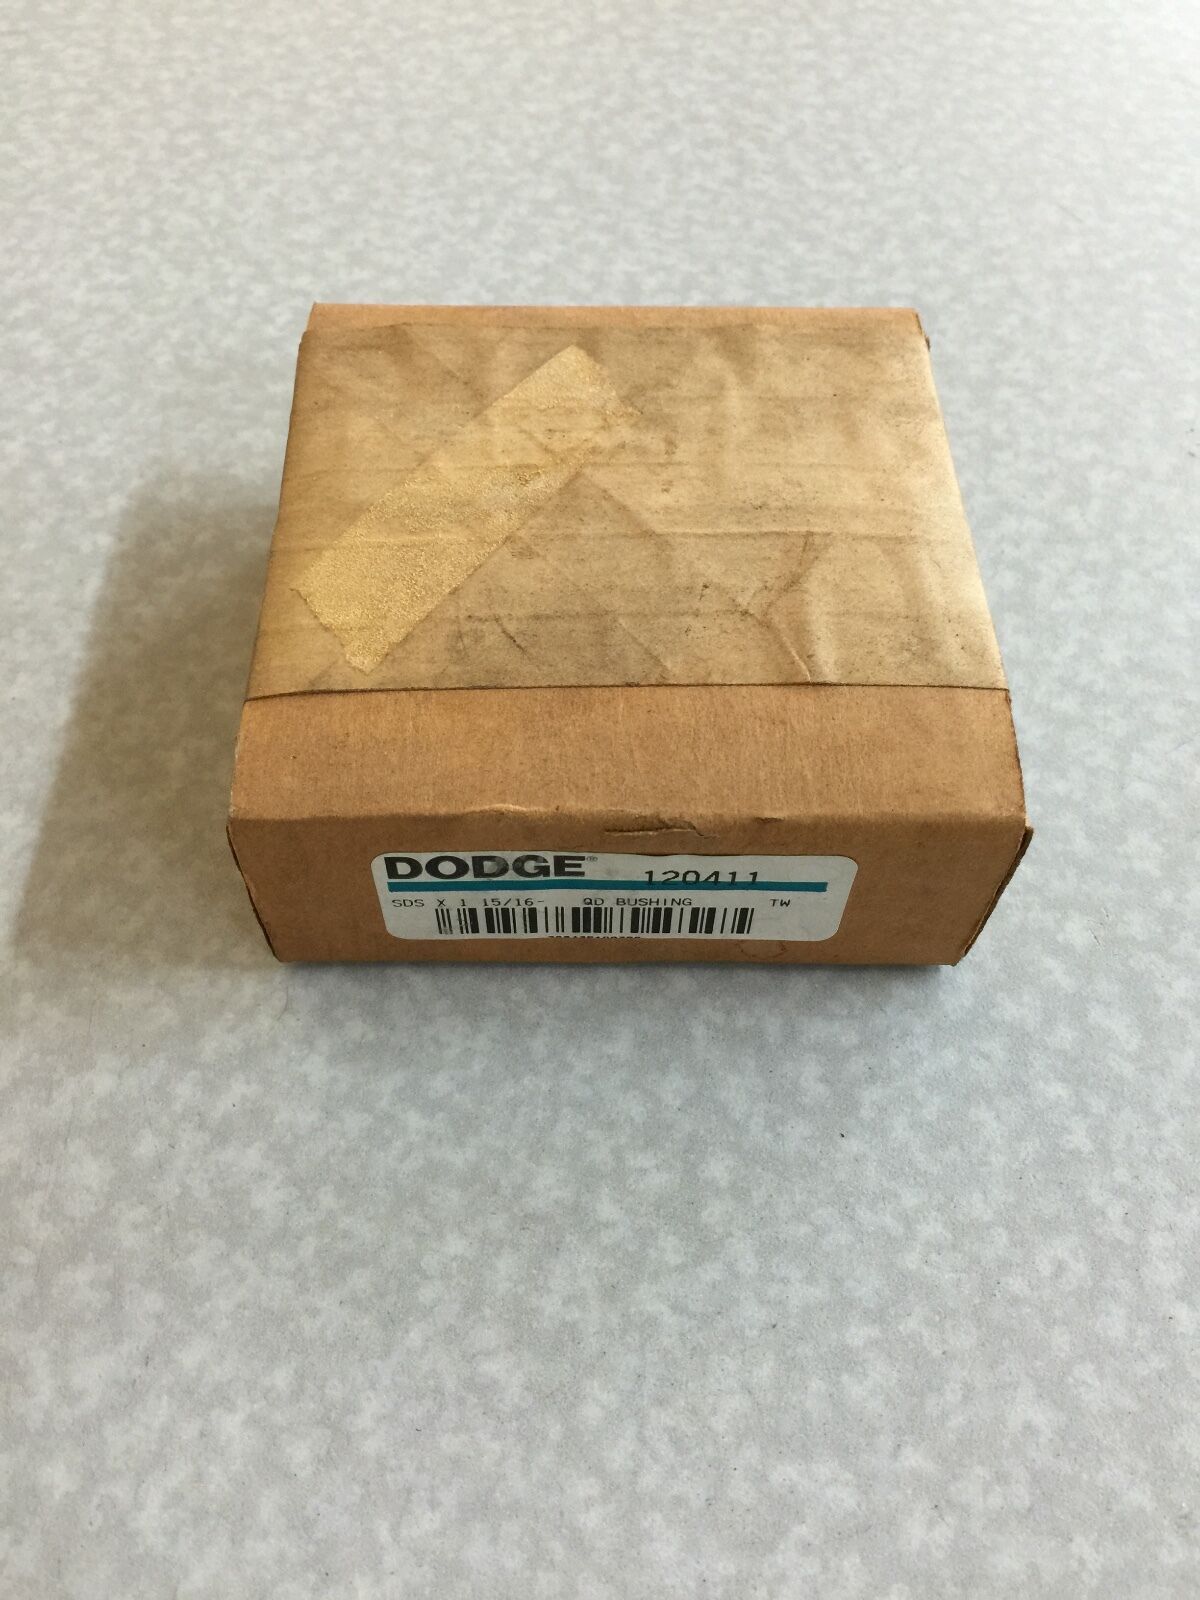 DODGE® 120411
SDS X 1 15/16- QD BUSHING TW